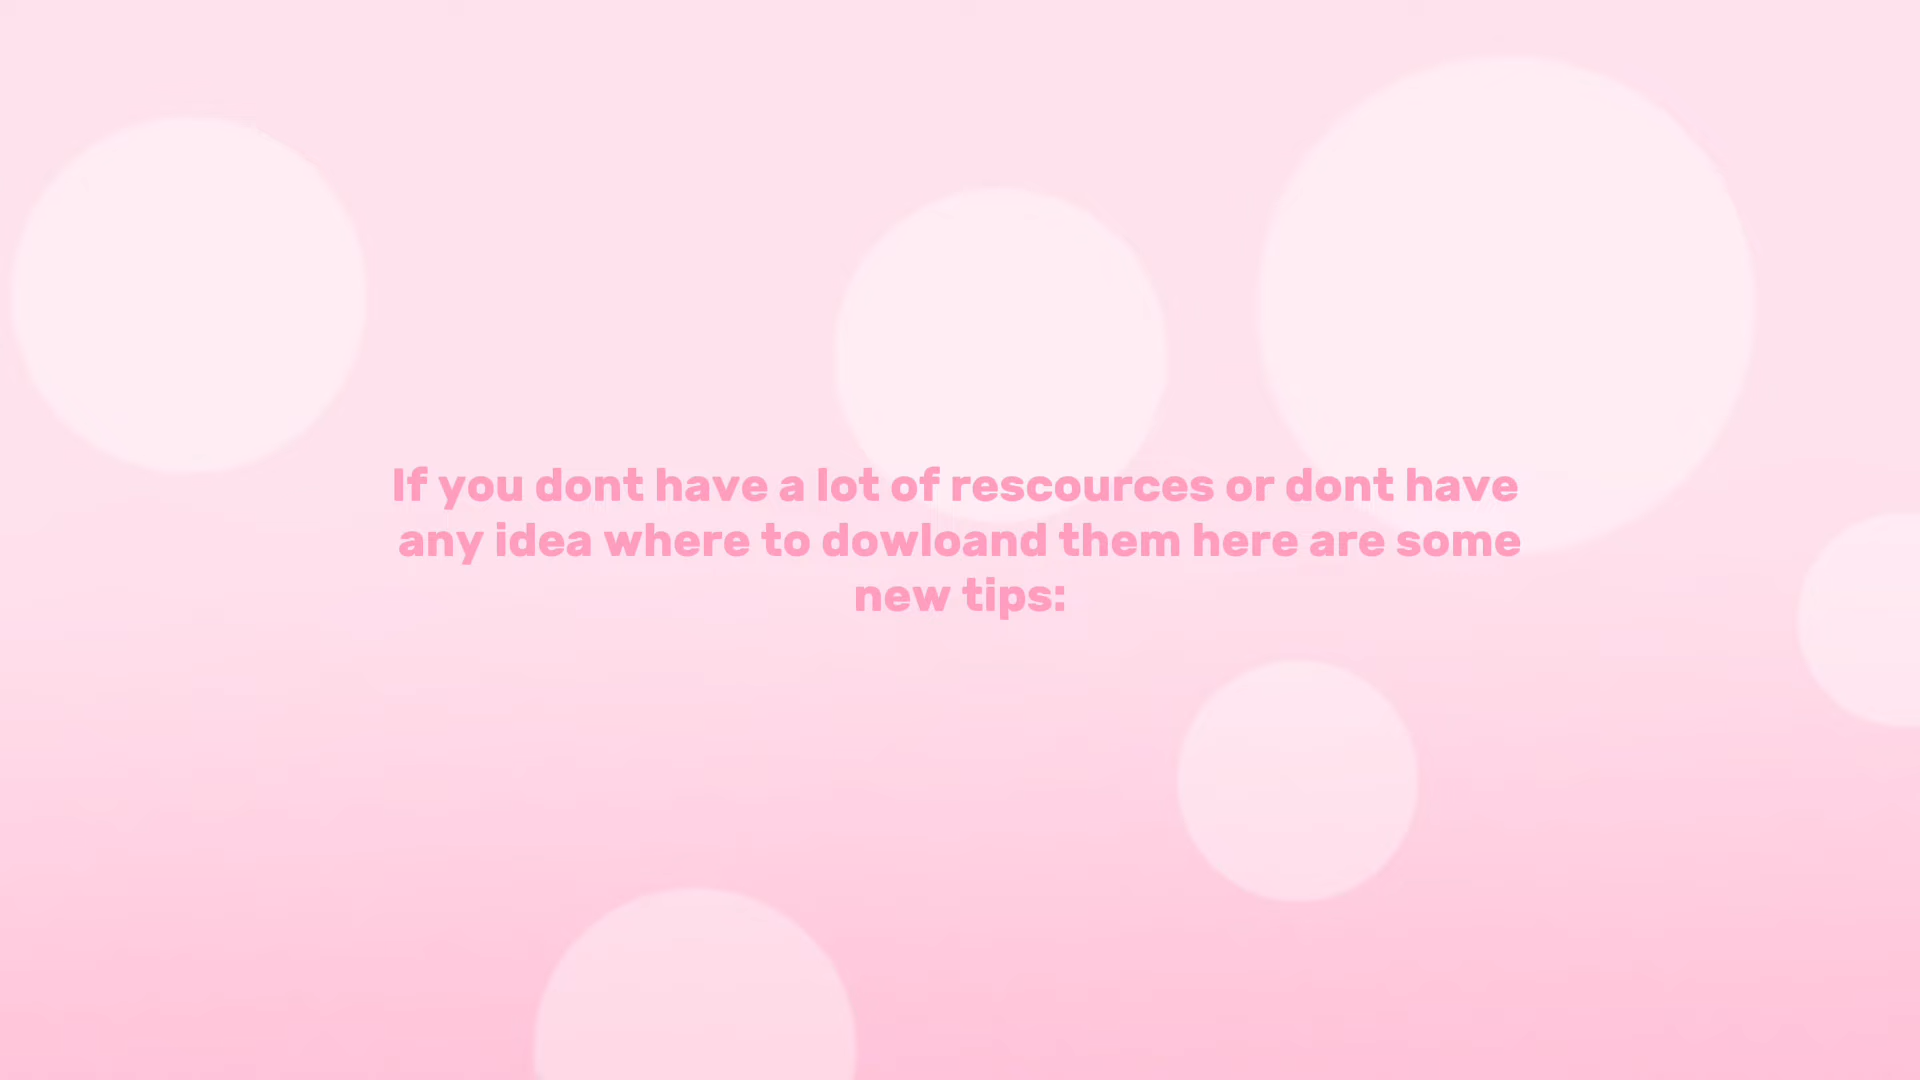 If you dont have a lot of rescources or dont have
any idea where to dowloand them here are some
new tips: